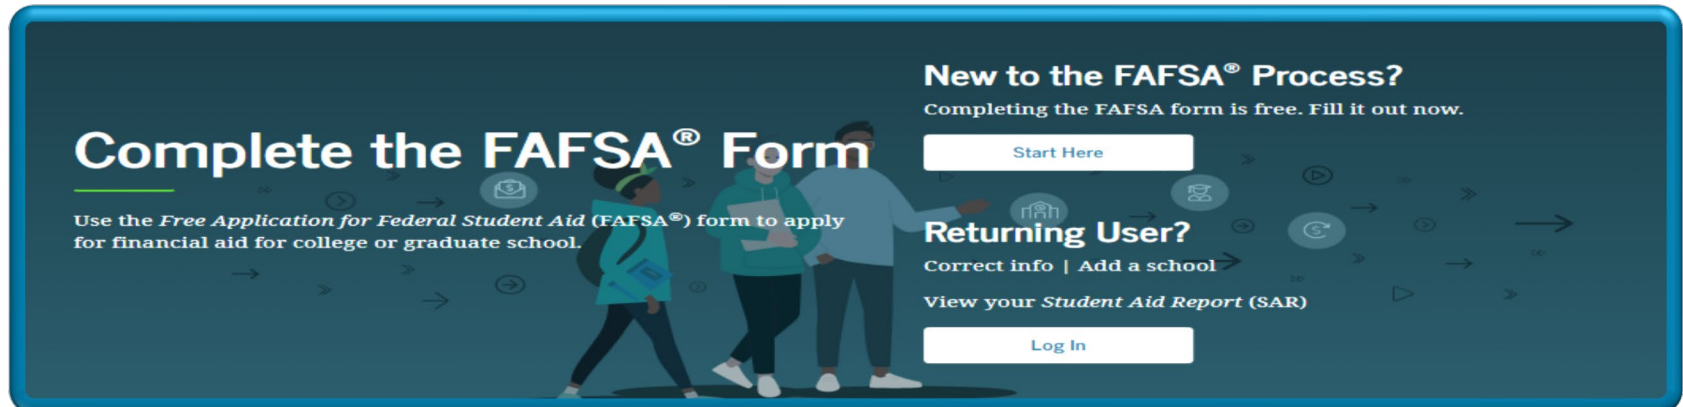 Complete the FAFSA® Form
Use the Free Application for Federal Student Aid (FAFSA®) form to apply
for financial aid for college or graduate school.
New to the FAFSA® Process?
Completing the FAFSA form is free. Fill it out now.
Start Here
Returning User?
Correct info | Add a school
View your Student Aid Report (SAR)
Log In